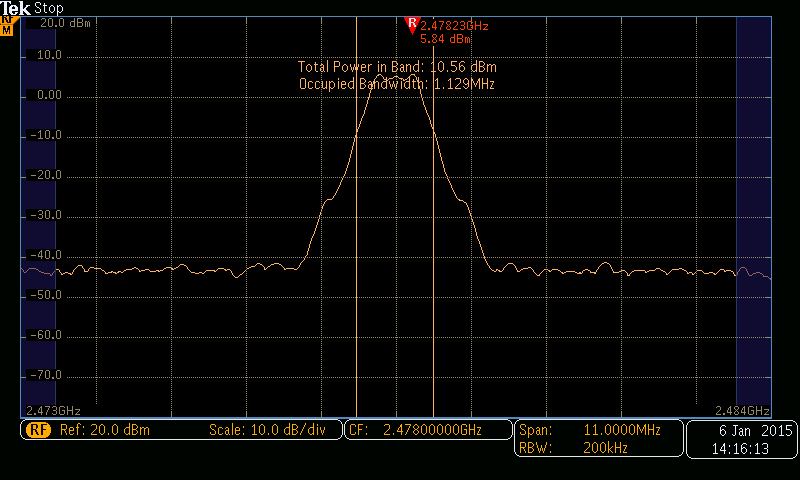 Tek Stop
RF
M
20.0 dBm
R
2.47823GHz
5.84 dBm
10.0
Total Power in Band: 10.56 dBm
Occupied Bandwidth: 1.129MHz
0.00
-10.0
-20.0
-30.0
-40.0
-50.0
-60.0
-70.0
2.473GHz
2.484GHz
RF Ref: 20.0 dBm Scale: 10.0 dB/div
CF: 2.47800000GHz
Span: 11.0000MHz
RBW: 200kHz
6 Jan 2015
14:16:13